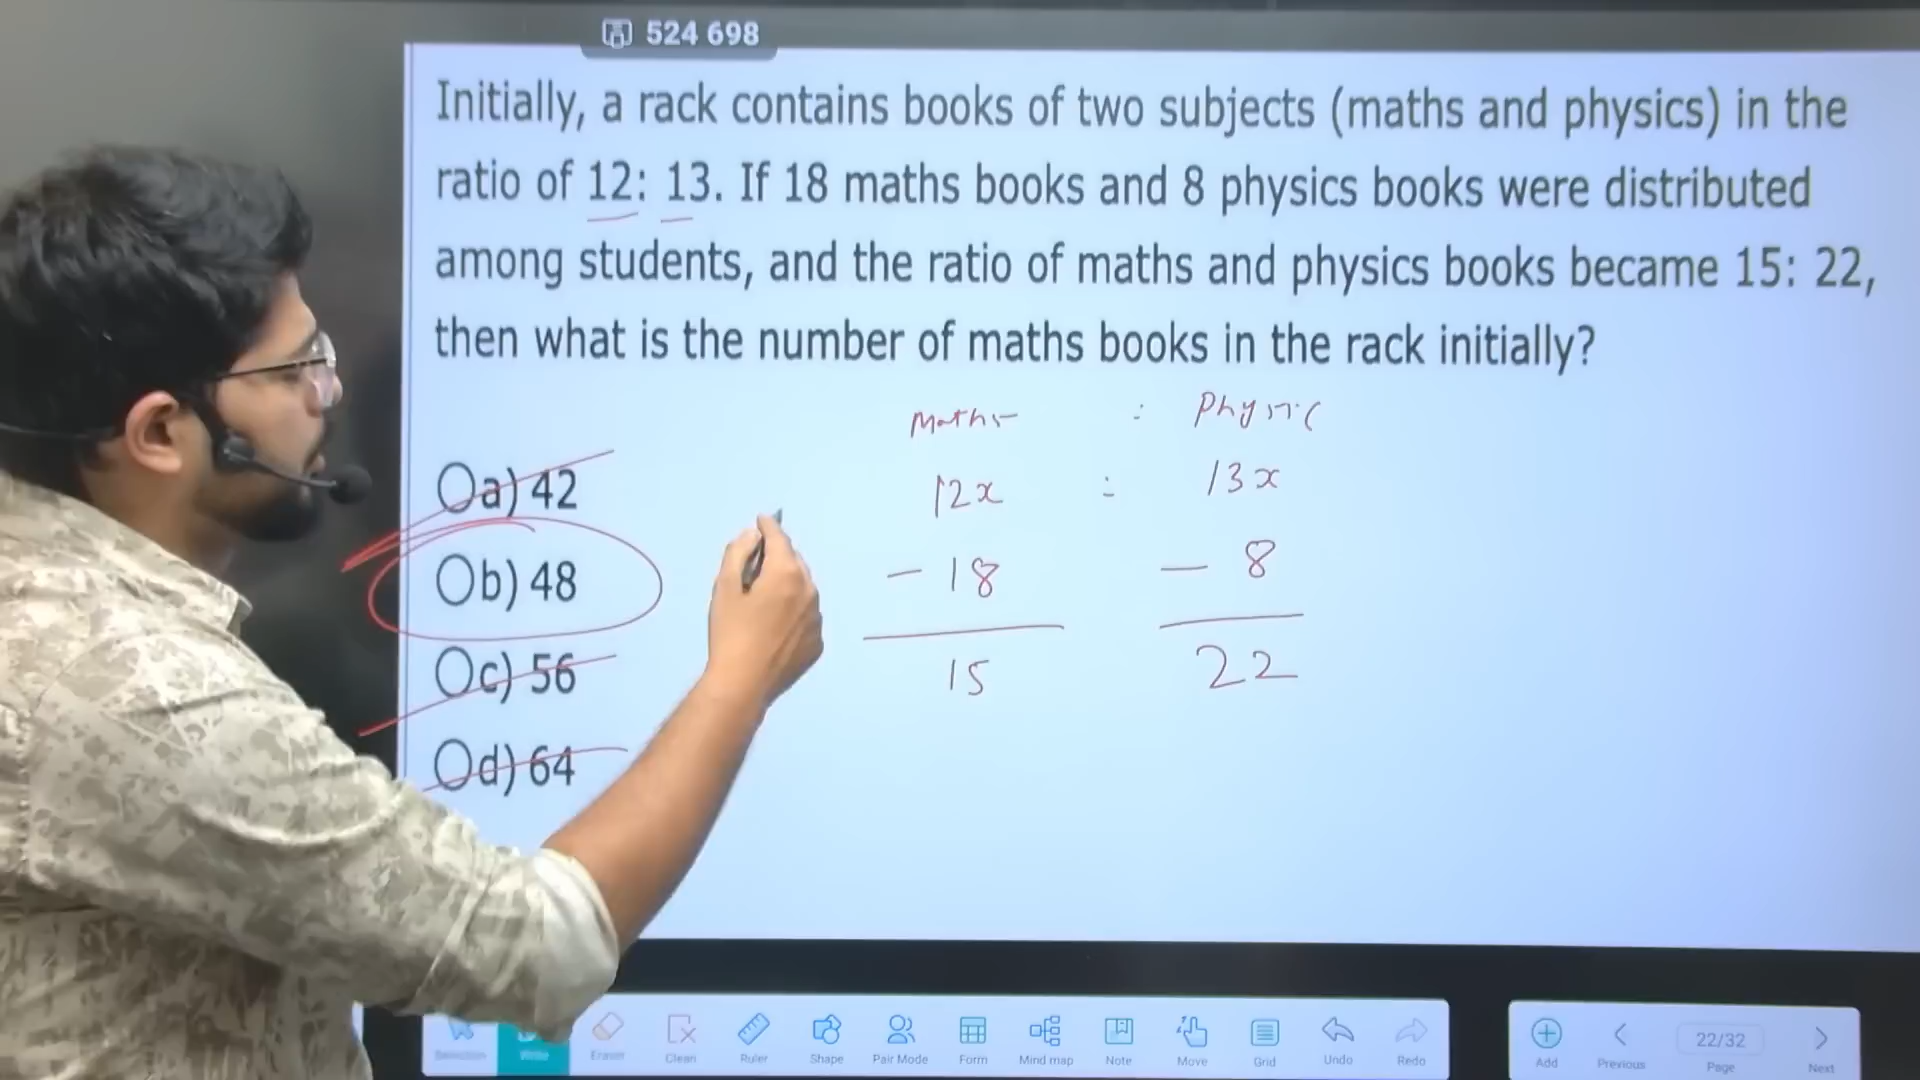 524 698
Initially, a rack contains books of two subjects (maths and physics) in the
ratio of 12: 13. If 18 maths books and 8 physics books were distributed
among students, and the ratio of maths and physics books became 15: 22,
then what is the number of maths books in the rack initially?
Maths : Physic
a) 42
12x : 13x
b) 48
- 18 - 8
c) 56
15 22
d) 64
Selection Write Eraser Clean Ruler Shape Pair Mode Form Mind map Note Move Grid Undo Redo
Add Previous 22/32 Page Next